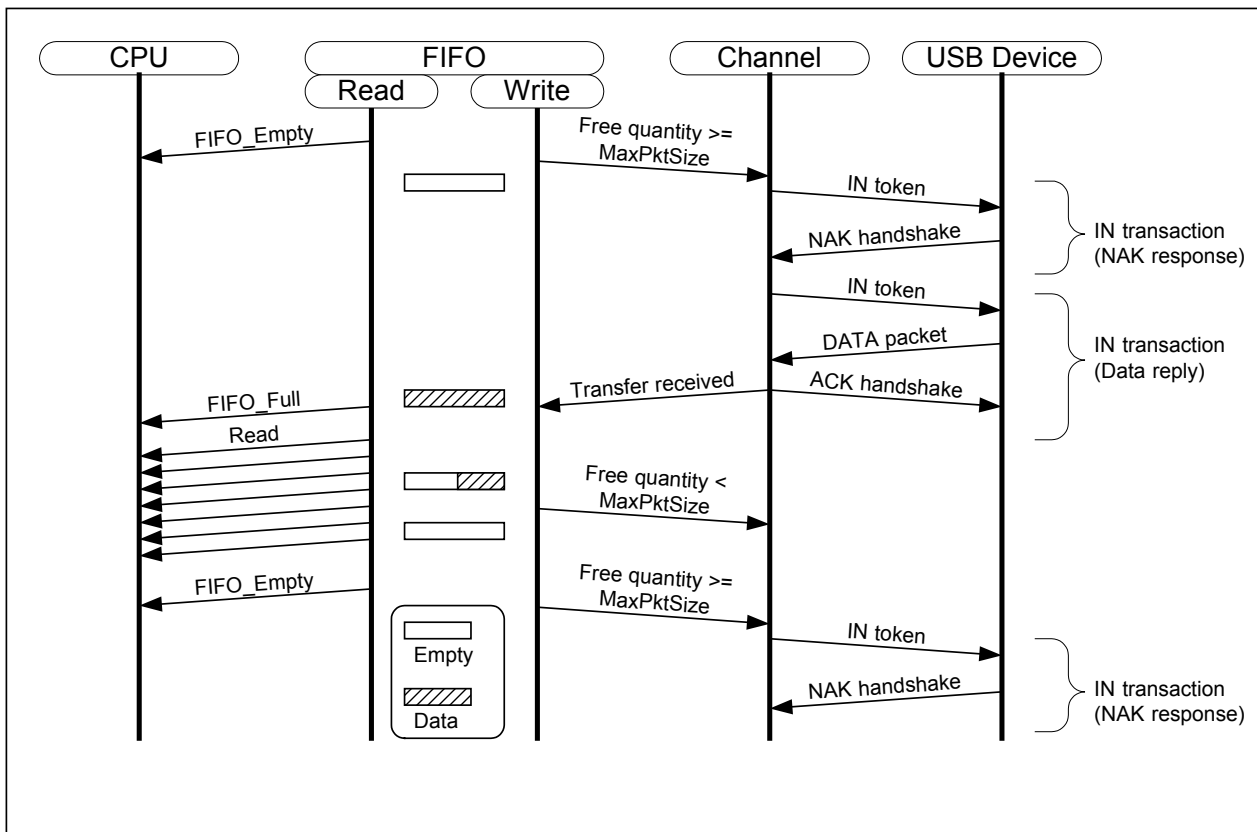 CPU
FIFO
Channel
USB Device
Read
Write
FIFO_Empty
Free quantity >=
MaxPktSize
IN token
NAK handshake
IN transaction
(NAK response)
IN token
DATA packet
IN transaction
(Data reply)
Transfer received
ACK handshake
FIFO_Full
Read
Free quantity <
MaxPktSize
FIFO_Empty
Free quantity >=
MaxPktSize
IN token
Empty
NAK handshake
IN transaction
(NAK response)
Data